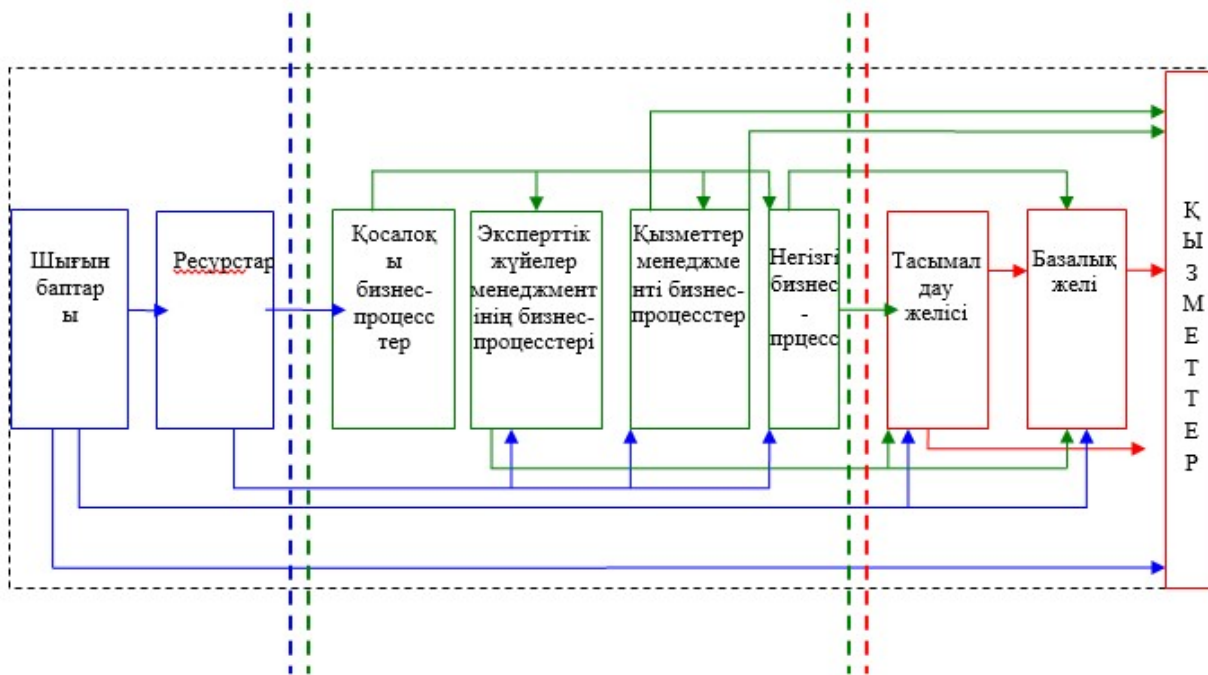 Шығын
баптар
ы
Ресурстар
Қосалқ
ы
бизнес-
процесс
тер
Эксперттік
жүйелер
менеджмент
інің бизнес-
процесстері
Қызметтер
менеджме
нті бизнес-
процесстер
Негізгі
бизнес
-
прцесс
Тасымал
дау
желісі
Базалық
желі
Қ
Ы
З
М
Е
Т
Т
Е
Р